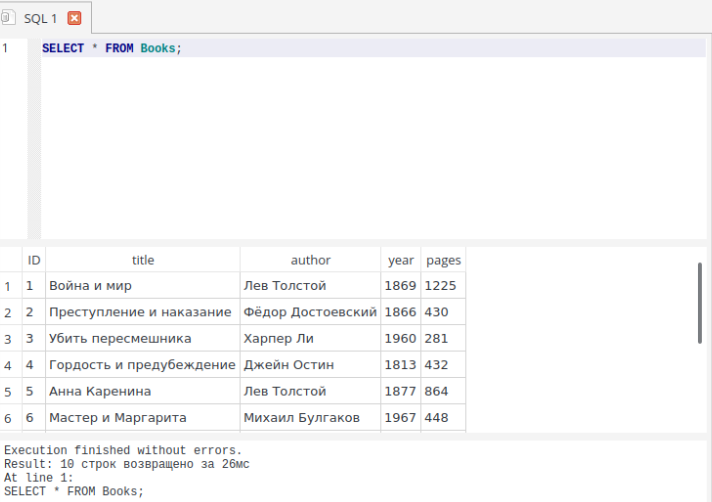 SQL 1
1 SELECT * FROM Books;
ID title author year pages
1 1 Война и мир Лев Толстой 1869 1225
2 2 Преступление и наказание Фёдор Достоевский 1866 430
3 3 Убить пересмешника Харпер Ли 1960 281
4 4 Гордость и предубеждение Джейн Остин 1813 432
5 5 Анна Каренина Лев Толстой 1877 864
6 6 Мастер и Маргарита Михаил Булгаков 1967 448
Execution finished without errors.
Result: 10 строк возвращено за 26мс
At line 1:
SELECT * FROM Books;